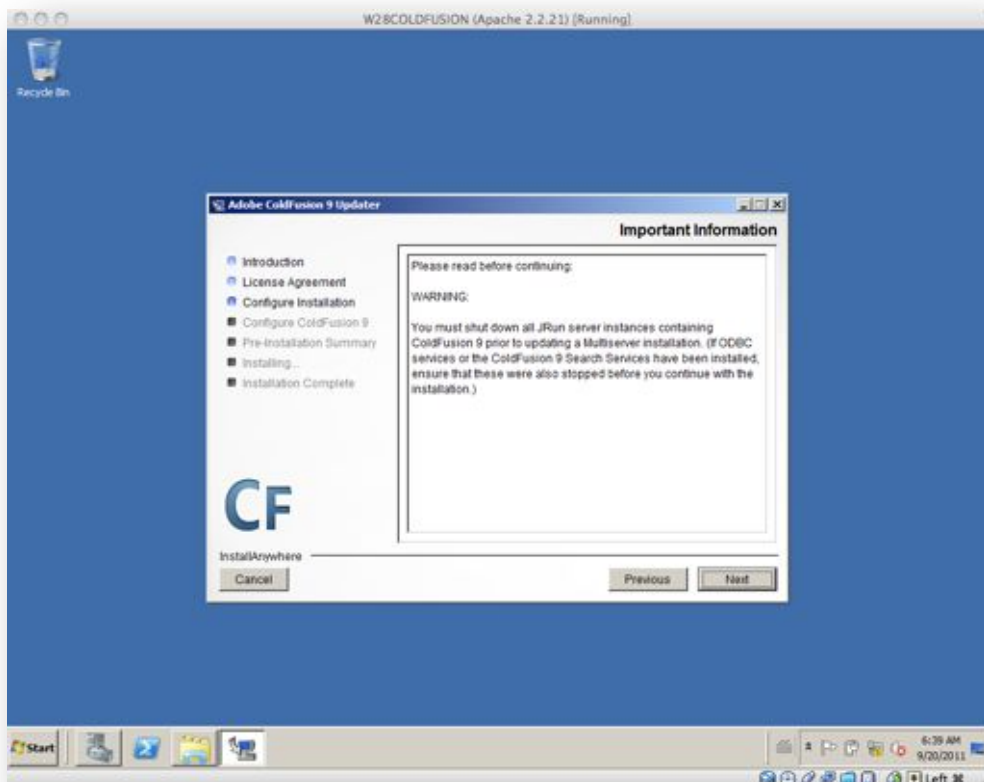 W28COLDFUSION (Apache 2.2.21) [Running]
Recycle Bin
Adobe ColdFusion 9 Updater
Important Information
Introduction
License Agreement
Configure Installation
Configure ColdFusion 9
Pre-Installation Summary
Installing...
Installation Complete
Please read before continuing:
WARNING:
You must shut down all JRun server instances containing
ColdFusion 9 prior to updating a Multiserver installation. (If ODBC
services or the ColdFusion 9 Search Services have been installed,
ensure that these were also stopped before you continue with the
installation.)
CF
InstallAnywhere
Cancel
Previous
Next
Start
6:39 AM
9/20/2011
Left ⌘